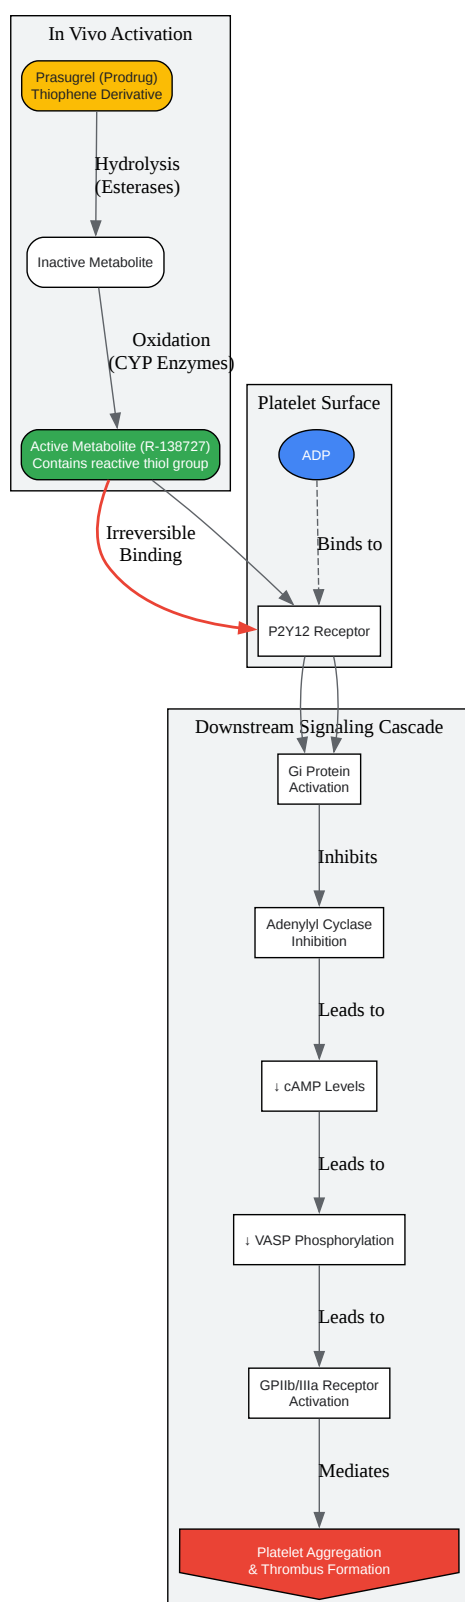 In Vivo Activation
Prasugrel (Prodrug)
Thiophene Derivative
Hydrolysis
(Esterases)
Inactive Metabolite
Oxidation
(CYP Enzymes)
Active Metabolite (R-138727)
Contains reactive thiol group
Platelet Surface
ADP
Irreversible
Binding
Binds to
P2Y12 Receptor
Downstream Signaling Cascade
Gi Protein
Activation
Inhibits
Adenylyl Cyclase
Inhibition
Leads to
↓ cAMP Levels
Leads to
↓ VASP Phosphorylation
Leads to
GPIIb/IIIa Receptor
Activation
Mediates
Platelet Aggregation
& Thrombus Formation